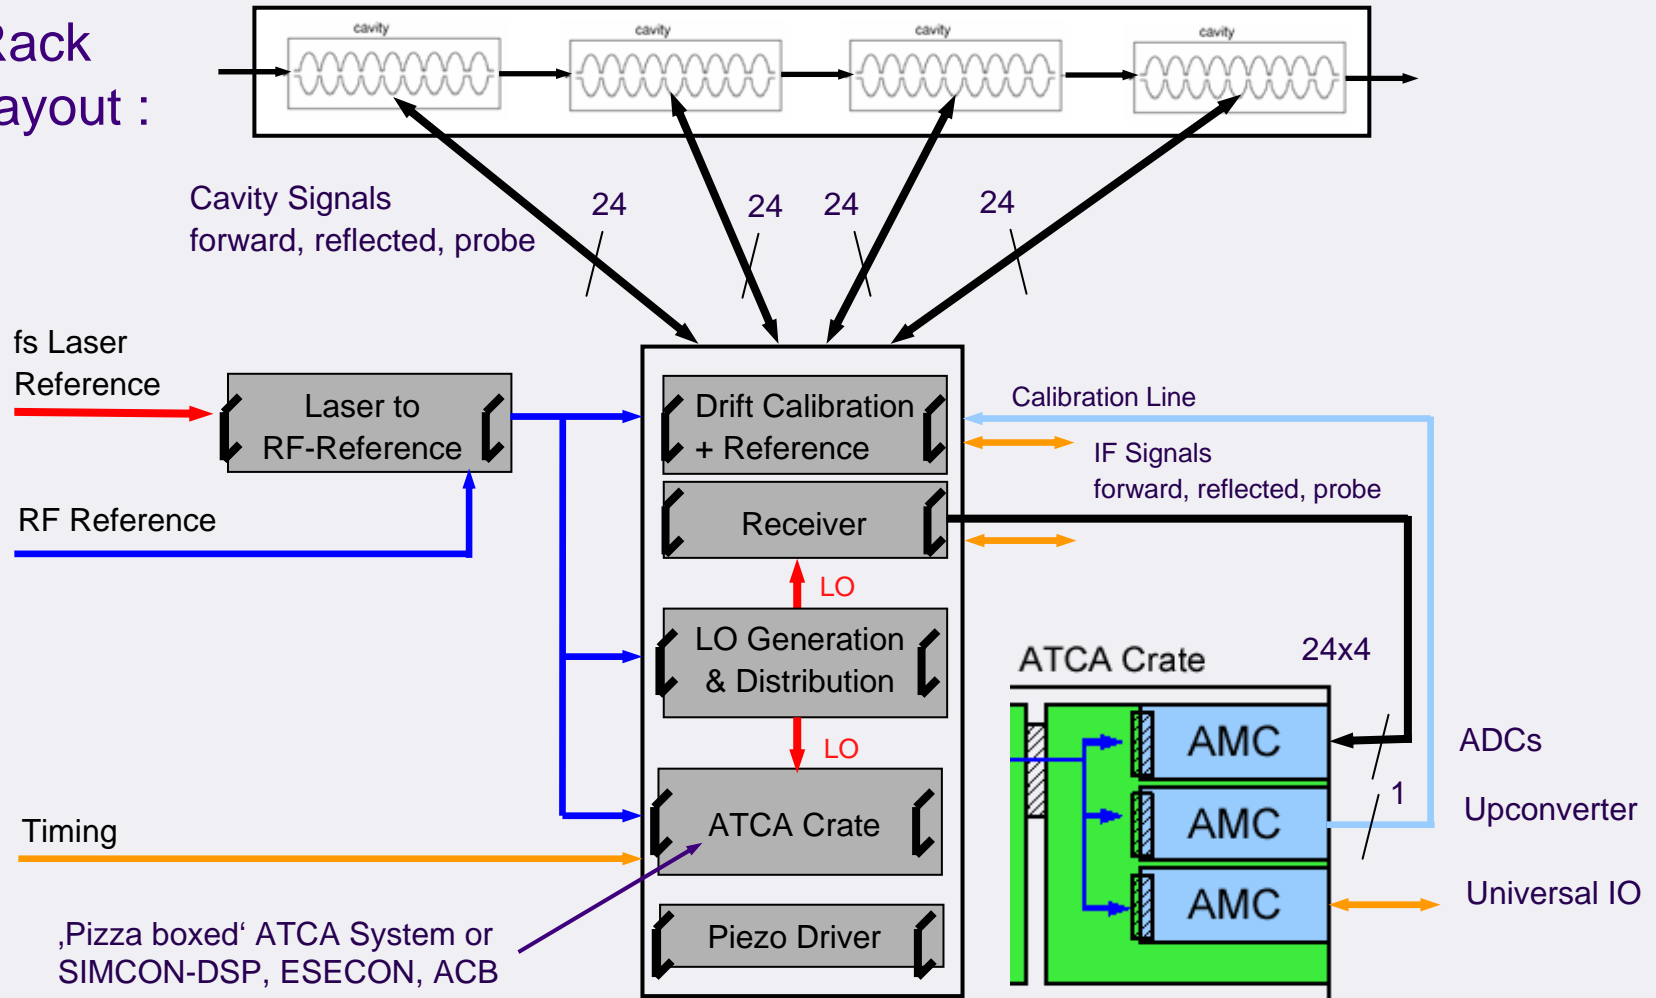 Rack
ayout :
cavity
cavity
cavity
cavity
Cavity Signals
forward, reflected, probe
24
24
24
24
fs Laser
Reference
Laser to
RF-Reference
RF Reference
Drift Calibration
+ Reference
Calibration Line
IF Signals
forward, reflected, probe
Receiver
LO
LO Generation
& Distribution
LO
ATCA Crate
24x4
AMC
ADCs
1
AMC
Upconverter
AMC
Universal IO
Timing
ATCA Crate
‚Pizza boxed‘ ATCA System or
SIMCON-DSP, ESECON, ACB
Piezo Driver